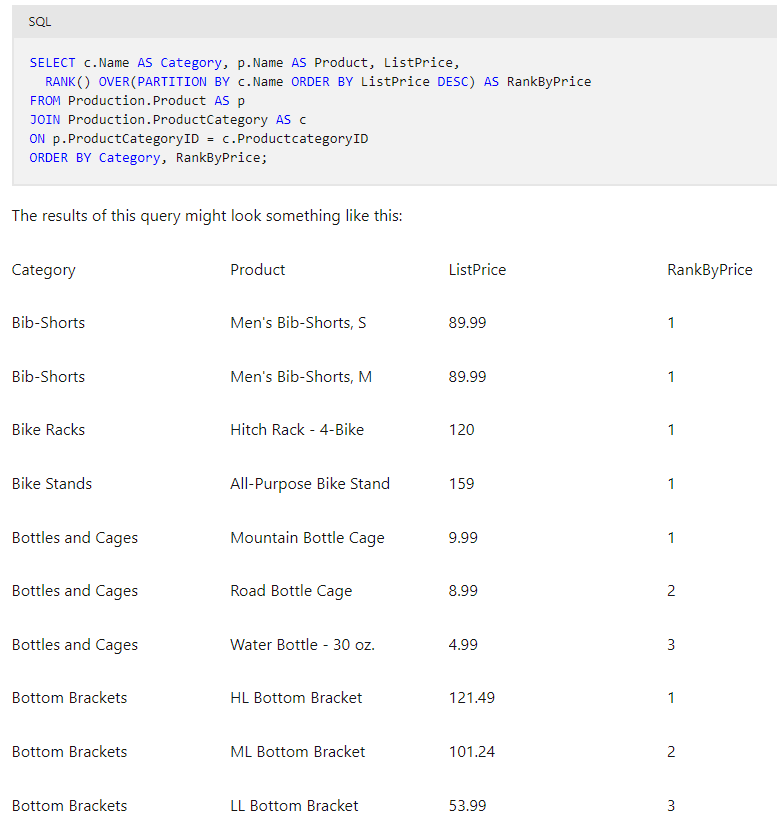 SQL
SELECT c.Name AS Category, p.Name AS Product, ListPrice,
  RANK() OVER(PARTITION BY c.Name ORDER BY ListPrice DESC) AS RankByPrice
FROM Production.Product AS p
JOIN Production.ProductCategory AS c
ON p.ProductCategoryID = c.ProductcategoryID
ORDER BY Category, RankByPrice;
The results of this query might look something like this:
Category Product ListPrice RankByPrice
Bib-Shorts Men's Bib-Shorts, S 89.99 1
Bib-Shorts Men's Bib-Shorts, M 89.99 1
Bike Racks Hitch Rack - 4-Bike 120 1
Bike Stands All-Purpose Bike Stand 159 1
Bottles and Cages Mountain Bottle Cage 9.99 1
Bottles and Cages Road Bottle Cage 8.99 2
Bottles and Cages Water Bottle - 30 oz. 4.99 3
Bottom Brackets HL Bottom Bracket 121.49 1
Bottom Brackets ML Bottom Bracket 101.24 2
Bottom Brackets LL Bottom Bracket 53.99 3